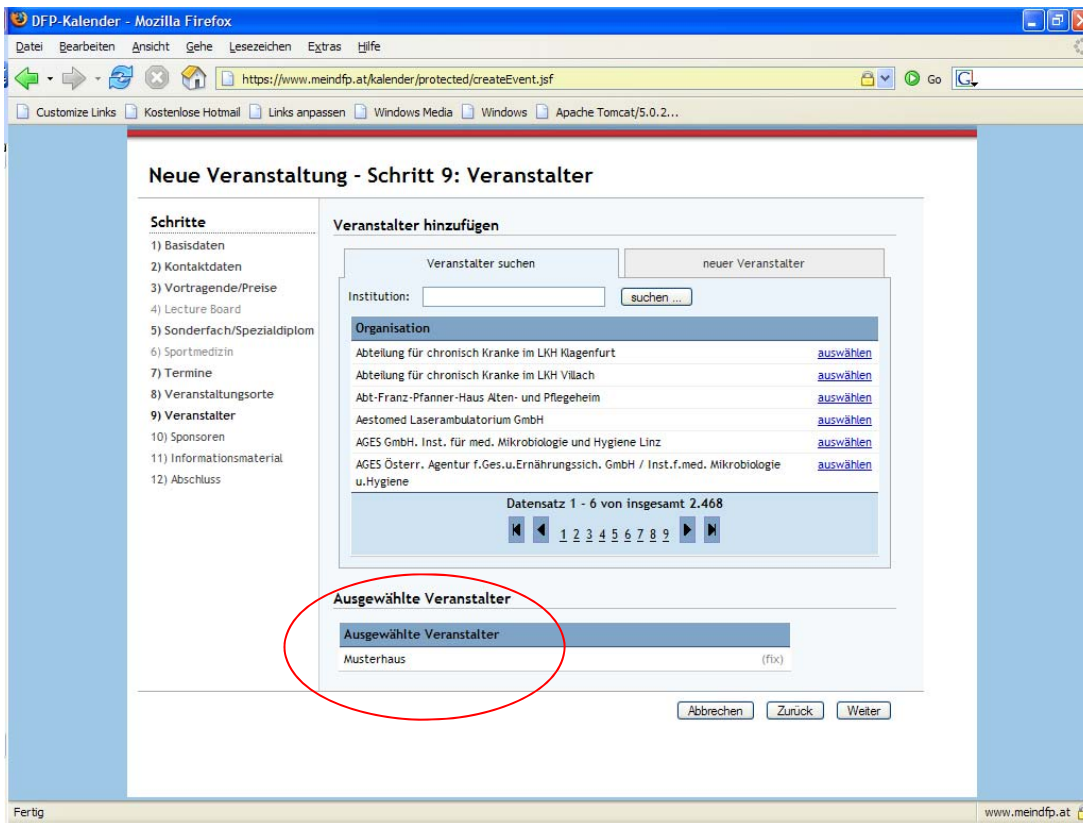 DFP-Kalender - Mozilla Firefox
Datei Bearbeiten Ansicht Gehe Lesezeichen Extras Hilfe
https://www.meindfp.at/kalender/protected/createEvent.jsf Go G
Customize Links Kostenlose Hotmail Links anpassen Windows Media Windows Apache Tomcat/5.0.2...
Neue Veranstaltung - Schritt 9: Veranstalter
Schritte
1) Basisdaten
2) Kontaktdaten
3) Vortragende/Preise
4) Lecture Board
5) Sonderfach/Spezialdiplom
6) Sportmedizin
7) Termine
8) Veranstaltungsorte
9) Veranstalter
10) Sponsoren
11) Informationsmaterial
12) Abschluss
Veranstalter hinzufügen
Veranstalter suchen neuer Veranstalter
Institution: suchen ...
Organisation
Abteilung für chronisch Kranke im LKH Klagenfurt auswählen
Abteilung für chronisch Kranke im LKH Villach auswählen
Abt-Franz-Pfanner-Haus Alten- und Pflegeheim auswählen
Aestomed Laserambulatorium GmbH auswählen
AGES GmbH. Inst. für med. Mikrobiologie und Hygiene Linz auswählen
AGES Österr. Agentur f.Ges.u.Ernährungssich. GmbH / Inst.f.med. Mikrobiologie auswählen
u.Hygiene
Datensatz 1 - 6 von insgesamt 2.468
1 2 3 4 5 6 7 8 9
Ausgewählte Veranstalter
Ausgewählte Veranstalter
Musterhaus (fix)
Abbrechen Zurück Weiter
Fertig www.meindfp.at